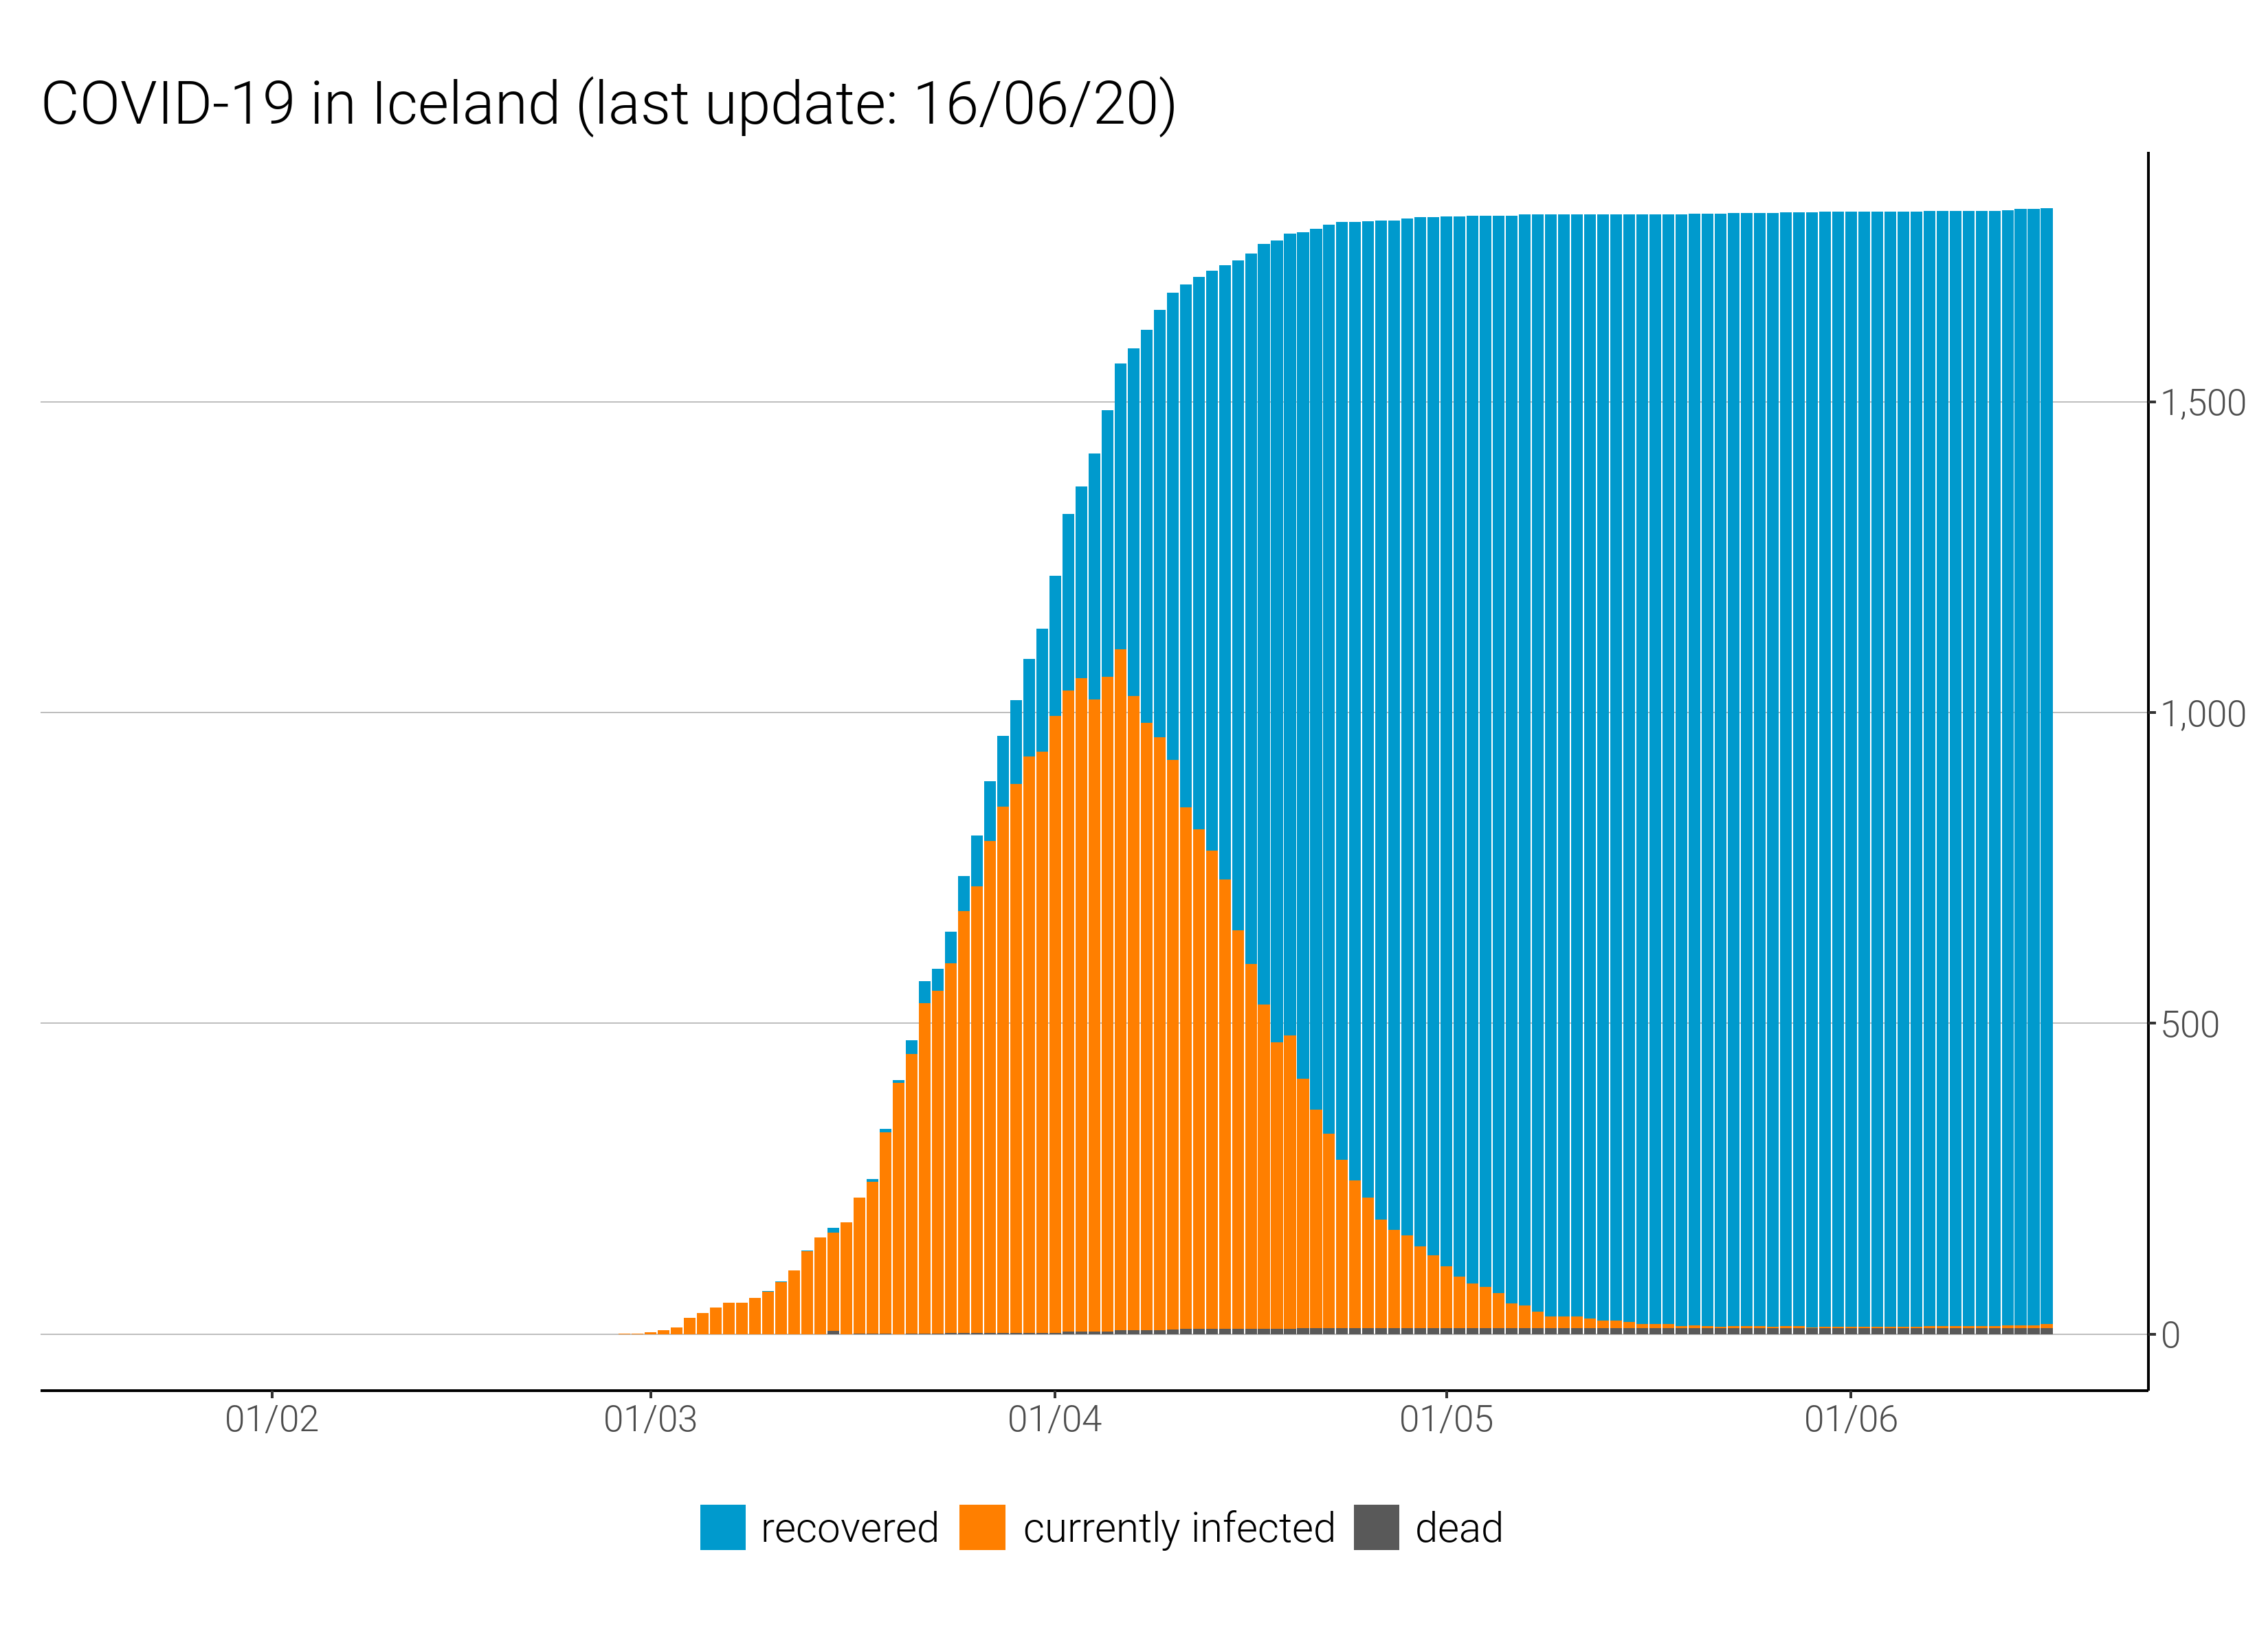 COVID-19 in Iceland (last update: 16/06/20)
1,500
1,000
500
0
01/02 01/03 01/04 01/05 01/06
recovered currently infected dead